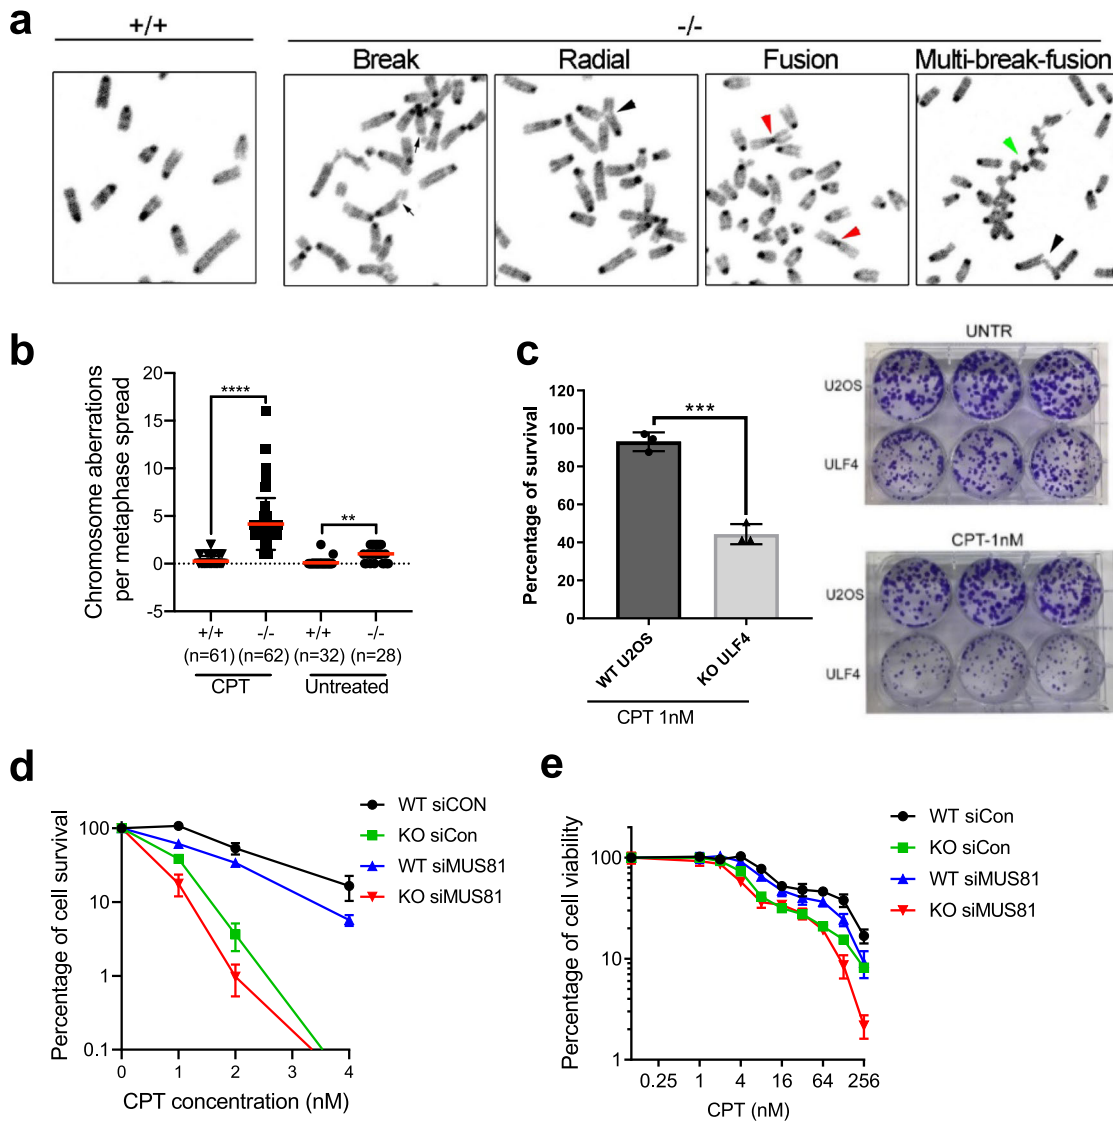 a
+/+
-/-
Break
Radial
Fusion
Multi-break-fusion
b
Chromosome aberrations
per metaphase spread
20
15
10
5
0
-5
****
**
+/+
-/-
+/+
-/-
(n=61)
(n=62)
(n=32)
(n=28)
CPT
Untreated
c
Percentage of survival
120
100
80
60
40
20
0
***
WT U2OS
KO ULF4
CPT 1nM
UNTR
U2OS
ULF4
CPT-1nM
U2OS
ULF4
d
Percentage of cell survival
100
10
1
0.1
0
1
2
3
4
CPT concentration (nM)
WT siCON
KO siCon
WT siMUS81
KO siMUS81
e
Percentage of cell viability
100
10
1
0.25
1
4
16
64
256
CPT (nM)
WT siCon
KO siCon
WT siMUS81
KO siMUS81